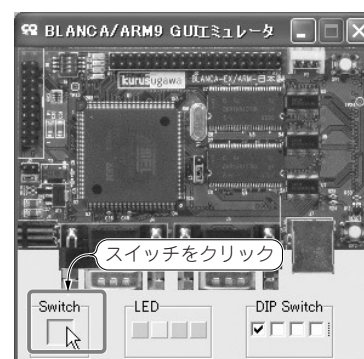 BLANCA/ARM9 GUIエミュレータ
kurusugawa
BLANCA-EX/ARM-日本
スイッチをクリック
Switch
LED
DIP Switch